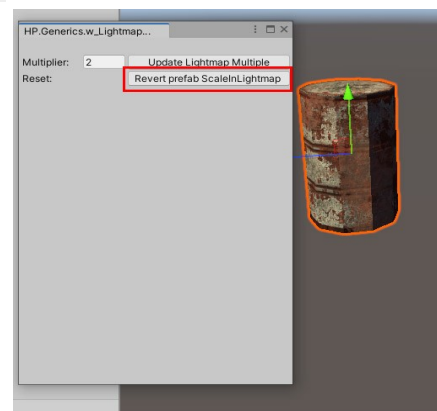 HP.Generics.w_Lightmap...
Multiplier: 2 Update Lightmap Multiple
Reset: Revert prefab ScaleInLightmap